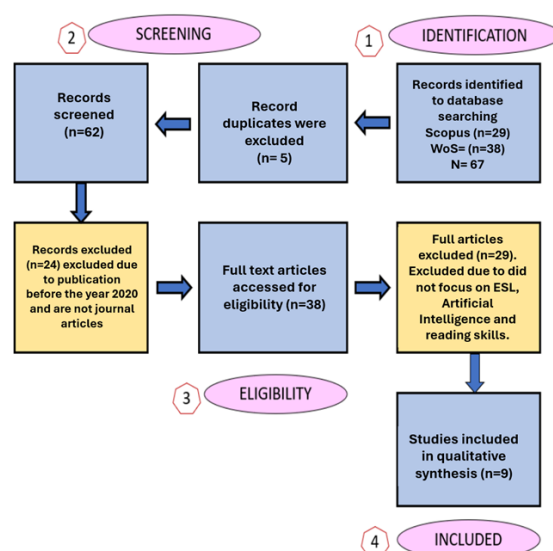 2
SCREENING
1
IDENTIFICATION
Records
screened
(n=62)
Record
duplicates were
excluded
(n= 5)
Records identified
to database
searching
Scopus (n=29)
WoS= (n=38)
N= 67
Records excluded
(n=24) excluded due
to publication
before the year 2020
and are not journal
articles
Full text articles
accessed for
eligibility (n=38)
Full articles
excluded (n=29).
Excluded due to did
not focus on ESL,
Artificial
Intelligence and
reading skills.
3
ELIGIBILITY
Studies included
in qualitative
synthesis (n=9)
4
INCLUDED